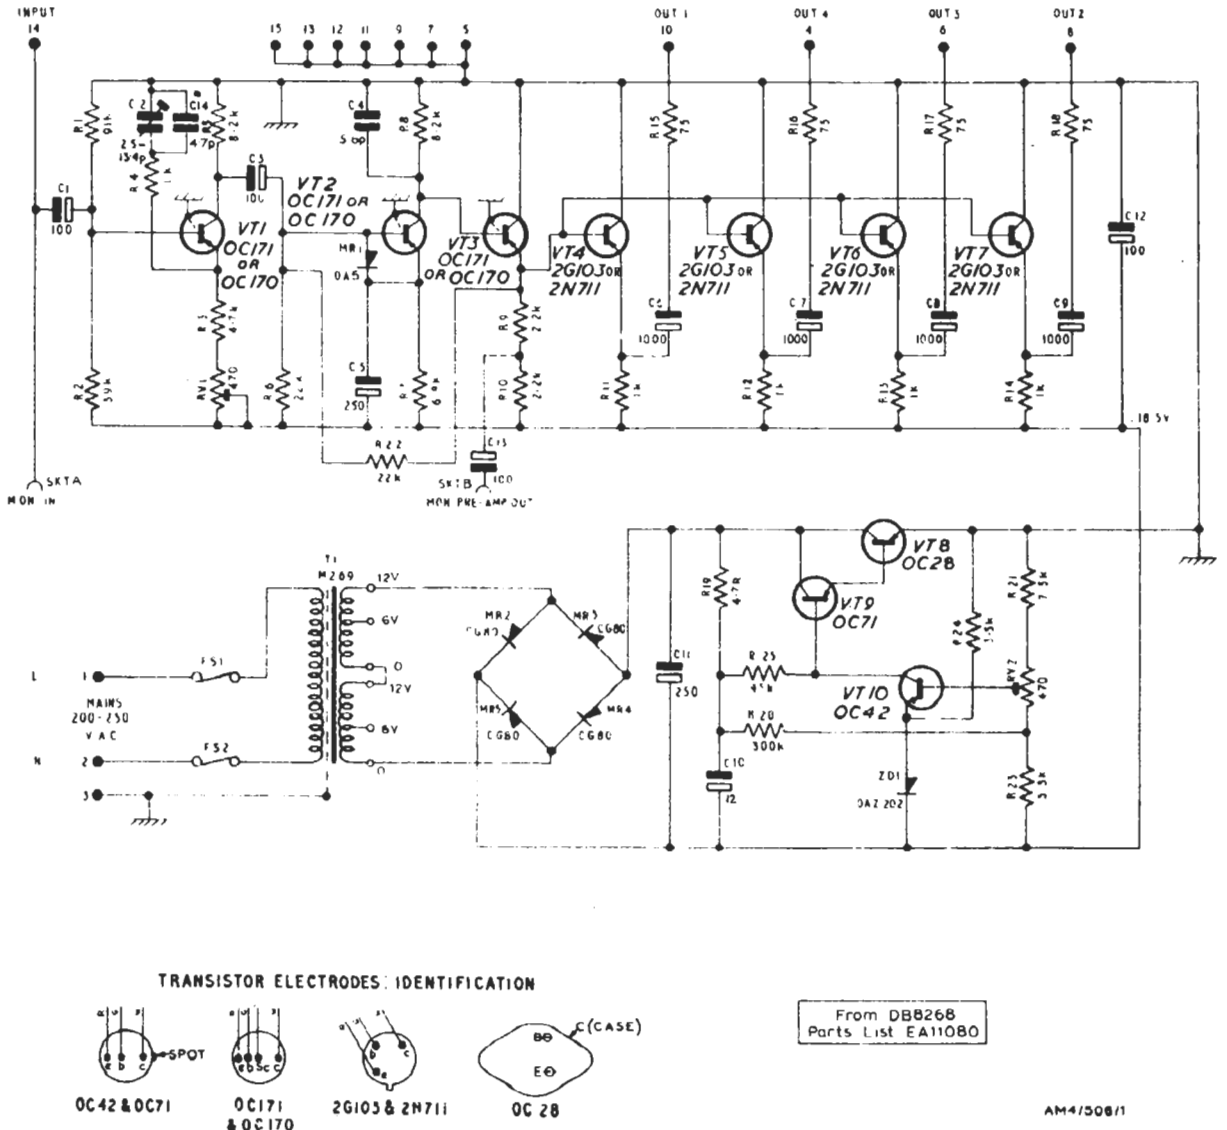 INPUT
14
15 13 12 11 9 7 5
OUT 1
10
OUT 4
4
OUT 3
6
OUT 2
8
R1
91k
C2
2.5-
13.4p
C14
47p
R4
1k
8.2k
C3
100
C4
R8
8.2k
R15
75
R16
75
R17
75
R18
75
C1
100
VT1
OC171
OR
OC170
VT2
OC171 OR
OC170
MR1
OA5
VT3
OC171
OR OC170
VT4
2G103 OR
2N711
VT5
2G103 OR
2N711
VT6
2G103 OR
2N711
VT7
2G103 OR
2N711
C12
100
4.7k
R9
2.2k
C6
1000
C7
1000
C8
1000
C9
1000
R2
RV1
470
R6
C5
250
R10
2.2k
R11
1k
R12
1k
R13
1k
R14
1k
18.5V
R22
22k
C13
100
SKTA
MON IN
SKTB
MON PRE-AMP OUT
T1
M269
12V
6V
0
12V
6V
0
L
1
FS1
MAINS
200-250
V AC
N
2
FS2
3
MR2
CG80
MR3
CG80
MR5
CG80
MR4
CG80
C11
250
R19
4.7R
VT8
OC28
VT9
OC71
R24
R21
7.5k
R25
VT10
OC42
RV2
470
R20
300k
C10
12
ZD1
OAZ 202
R23
TRANSISTOR ELECTRODES: IDENTIFICATION
e b c
SPOT
e b Sc c
b c
e
B
E
C(CASE)
OC42 & OC71
OC171
& OC170
2G103 & 2N711
OC 28
From DB8268
Parts List EA11080
AM4/506/1